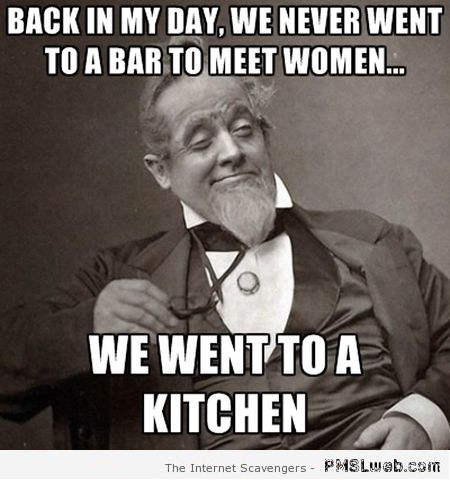 BACK IN MY DAY, WE NEVER WENT
TO A BAR TO MEET WOMEN...
WE WENT TO A
KITCHEN
The Internet Scavengers - PMSLweb.com